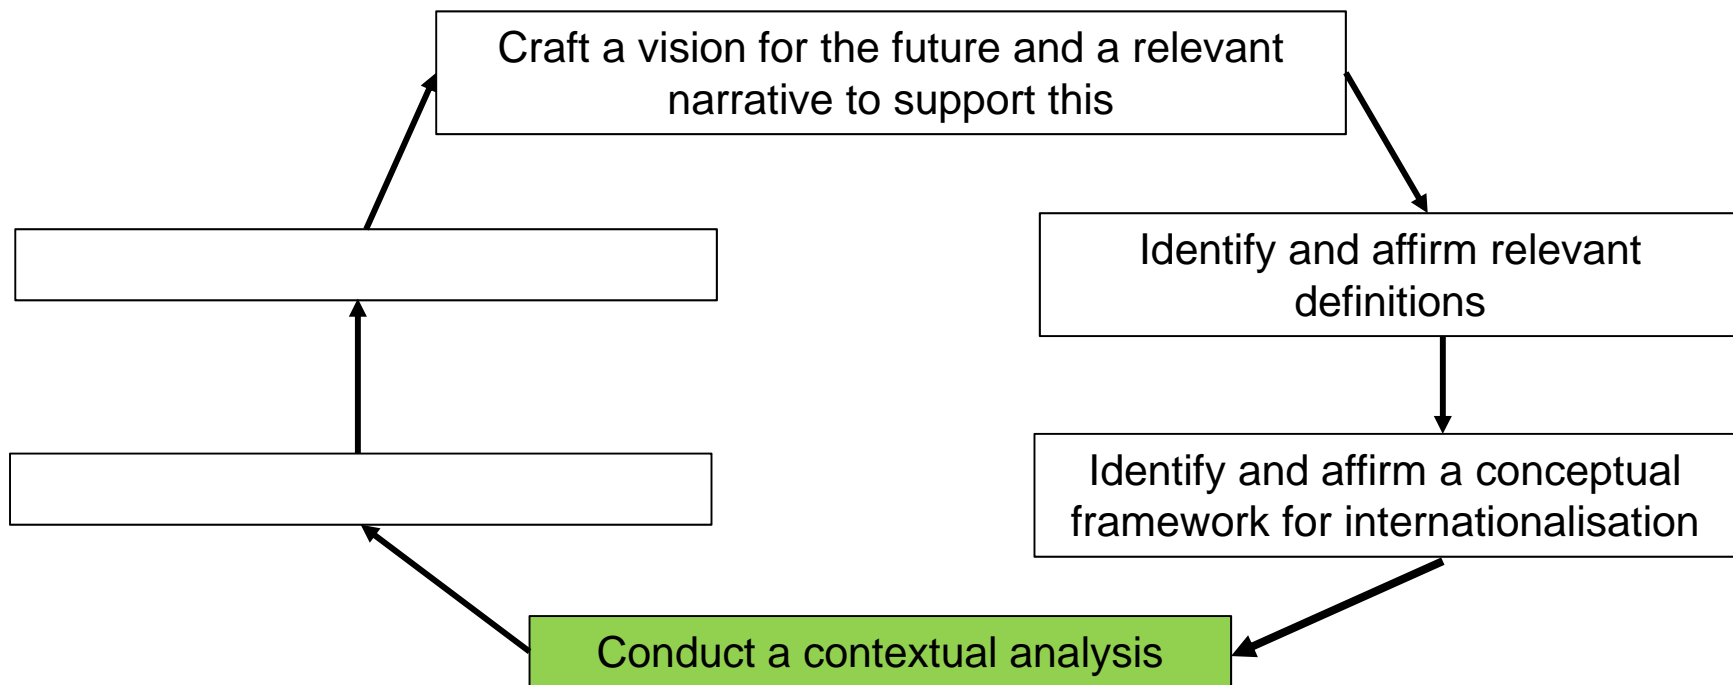 Craft a vision for the future and a relevant
narrative to support this
Identify and affirm relevant
definitions
Identify and affirm a conceptual
framework for internationalisation
Conduct a contextual analysis